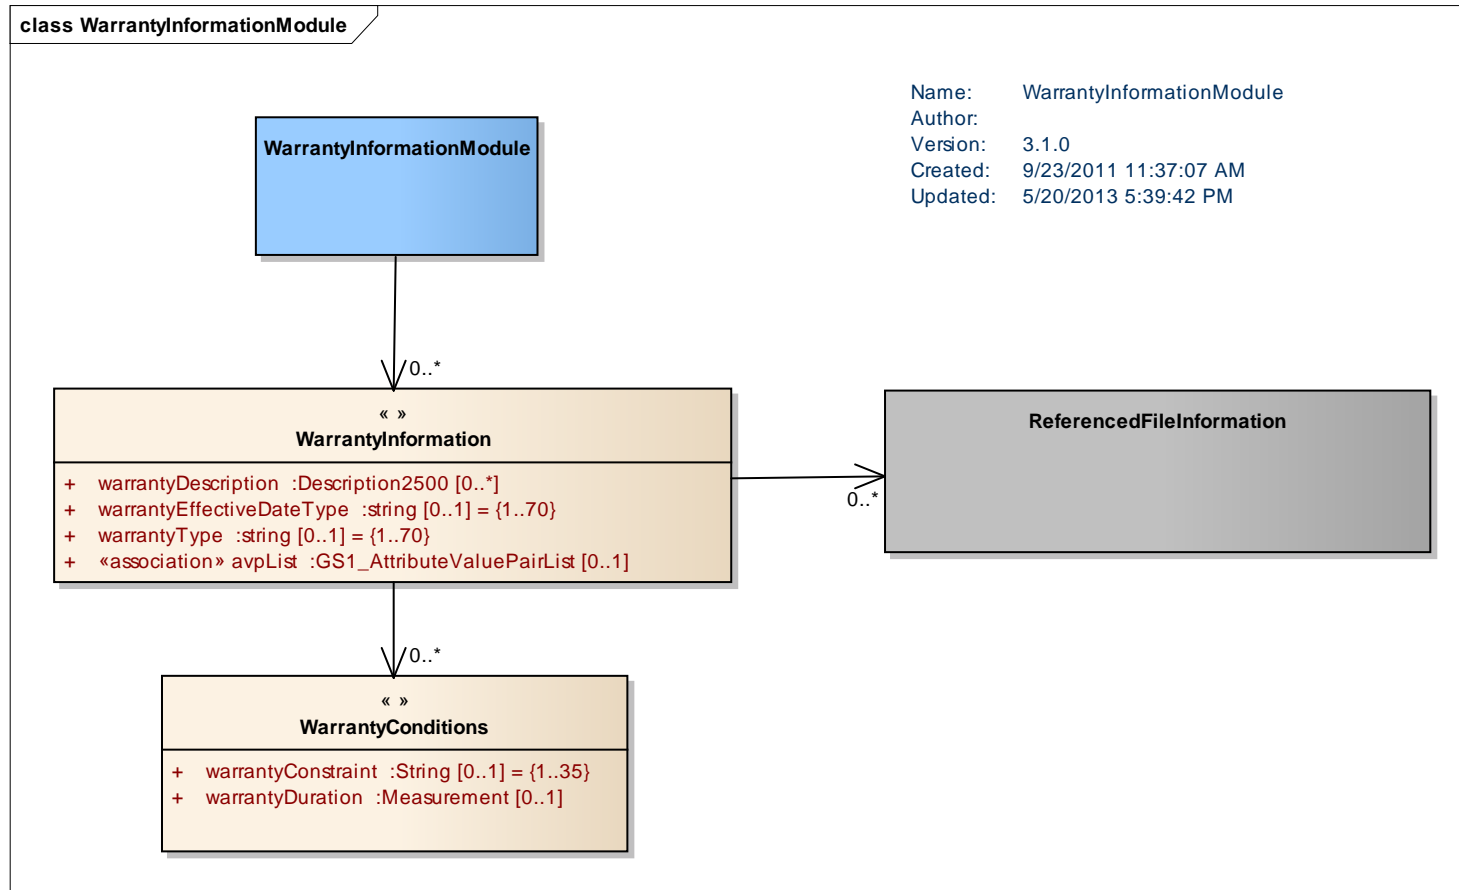 class WarrantyInformationModule
Name: WarrantyInformationModule
Author:
Version: 3.1.0
Created: 9/23/2011 11:37:07 AM
Updated: 5/20/2013 5:39:42 PM
WarrantyInformationModule
0..*
« »
WarrantyInformation
+ warrantyDescription :Description2500 [0..*]
+ warrantyEffectiveDateType :string [0..1] = {1..70}
+ warrantyType :string [0..1] = {1..70}
+ «association» avpList :GS1_AttributeValuePairList [0..1]
0..*
ReferencedFileInformation
0..*
« »
WarrantyConditions
+ warrantyConstraint :String [0..1] = {1..35}
+ warrantyDuration :Measurement [0..1]